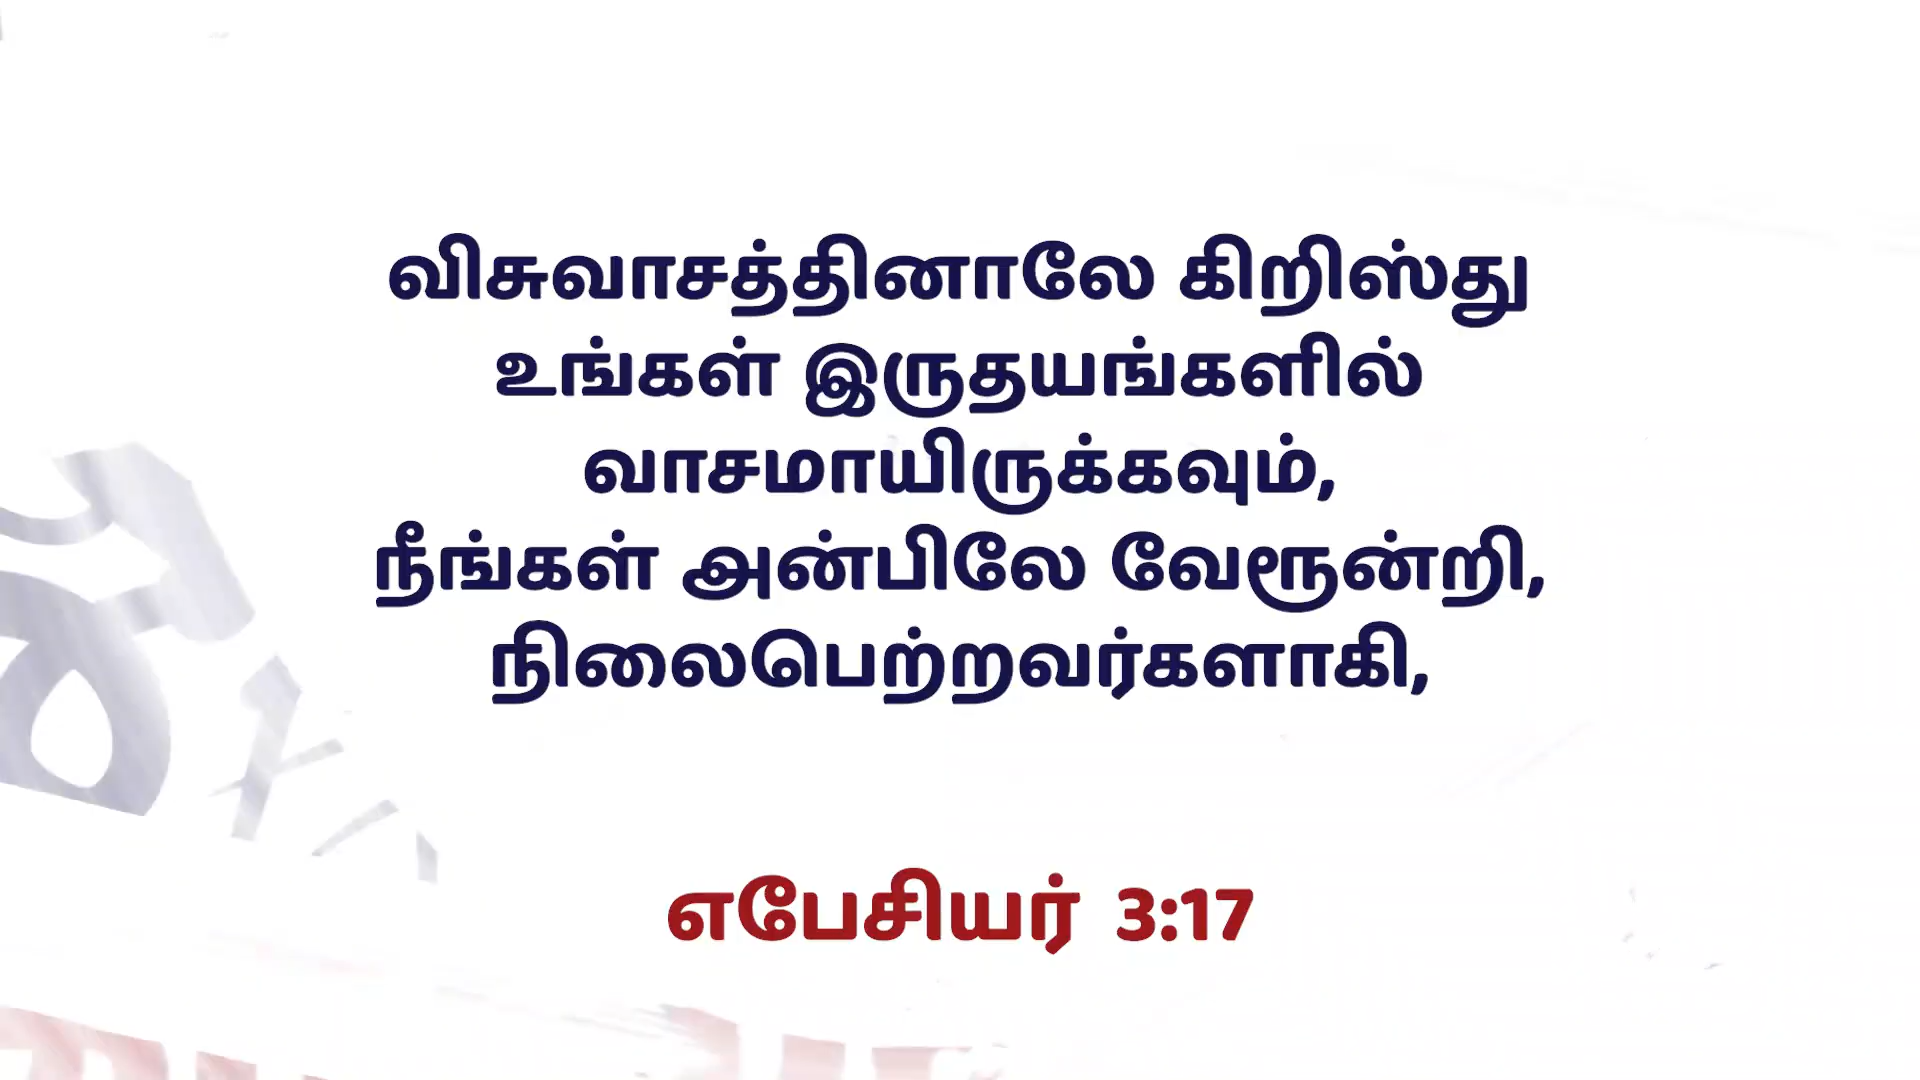 விசுவாசத்தினாலே கிறிஸ்து
உங்கள் இருதயங்களில்
வாசமாயிருக்கவும்,
நீங்கள் அன்பிலே வேரூன்றி,
நிலைபெற்றவர்களாகி,
எபேசியர் 3:17